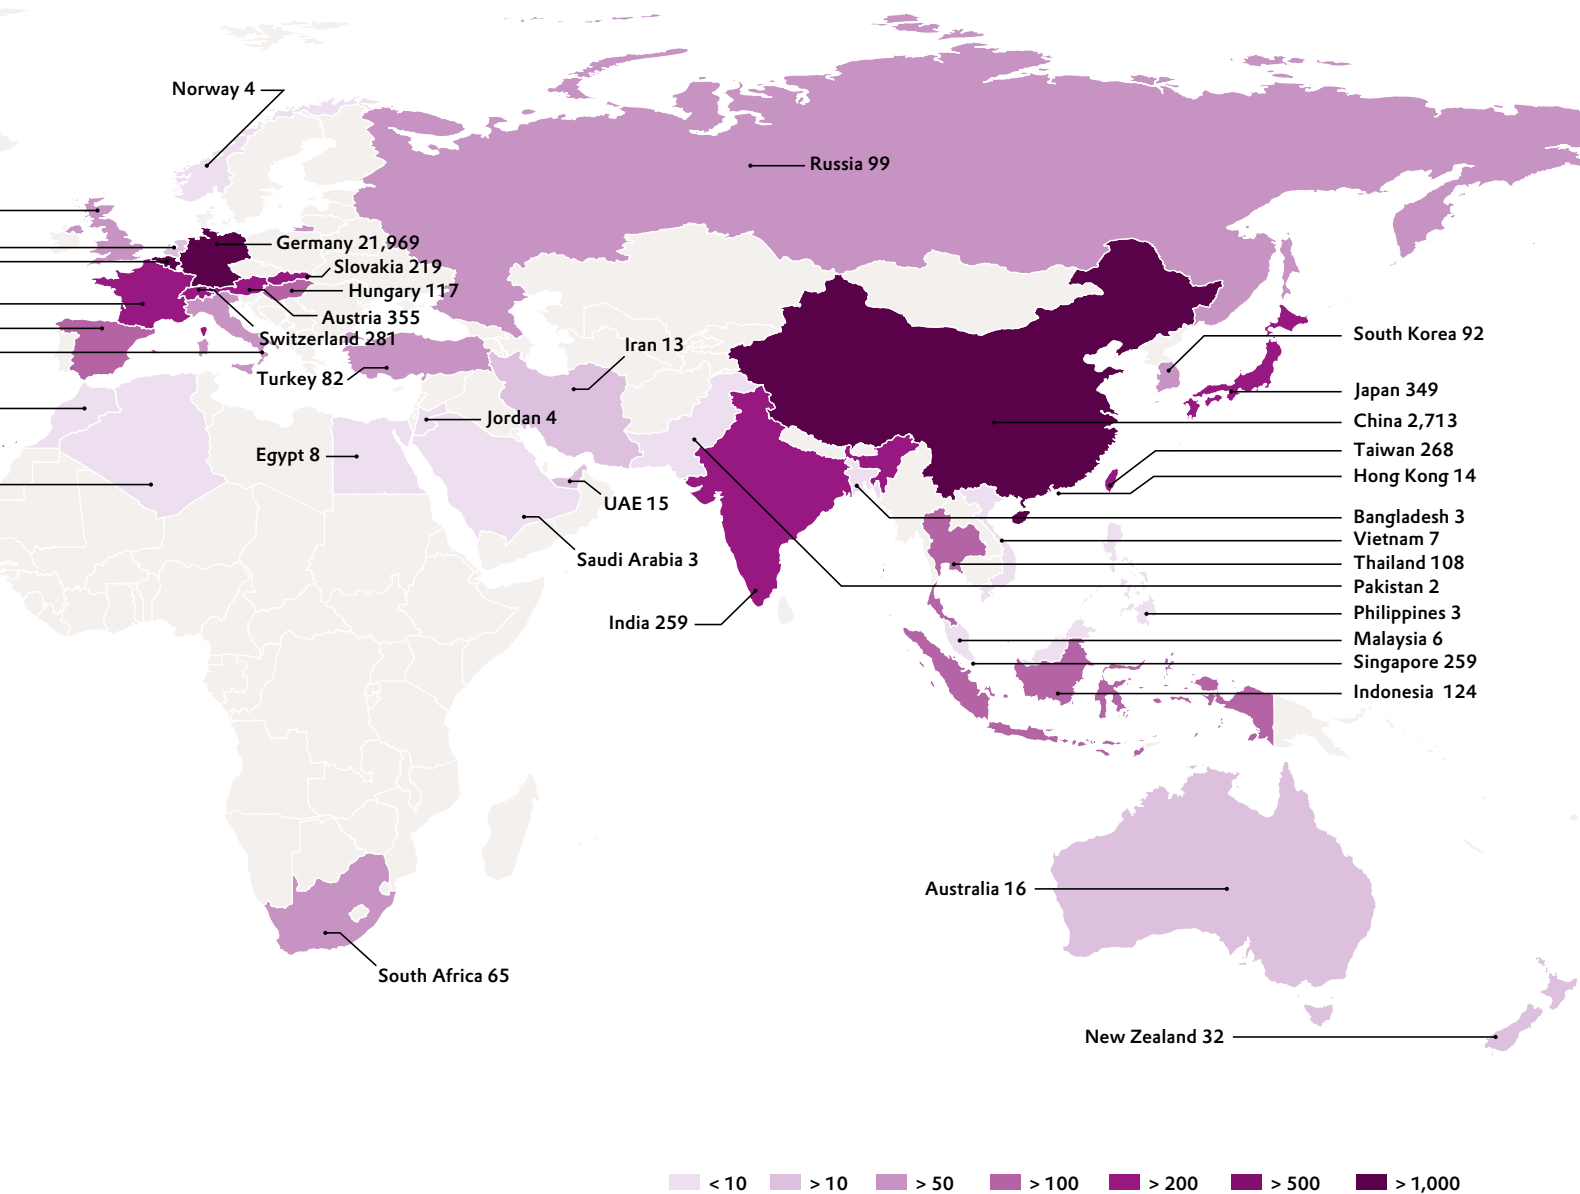 Norway 4
Russia 99
Germany 21,969
Slovakia 219
Hungary 117
Austria 355
Switzerland 281
Turkey 82
Iran 13
Jordan 4
Egypt 8
UAE 15
Saudi Arabia 3
India 259
South Korea 92
Japan 349
China 2,713
Taiwan 268
Hong Kong 14
Bangladesh 3
Vietnam 7
Thailand 108
Pakistan 2
Philippines 3
Malaysia 6
Singapore 259
Indonesia 124
Australia 16
South Africa 65
New Zealand 32
< 10 > 10 > 50 > 100 > 200 > 500 > 1,000